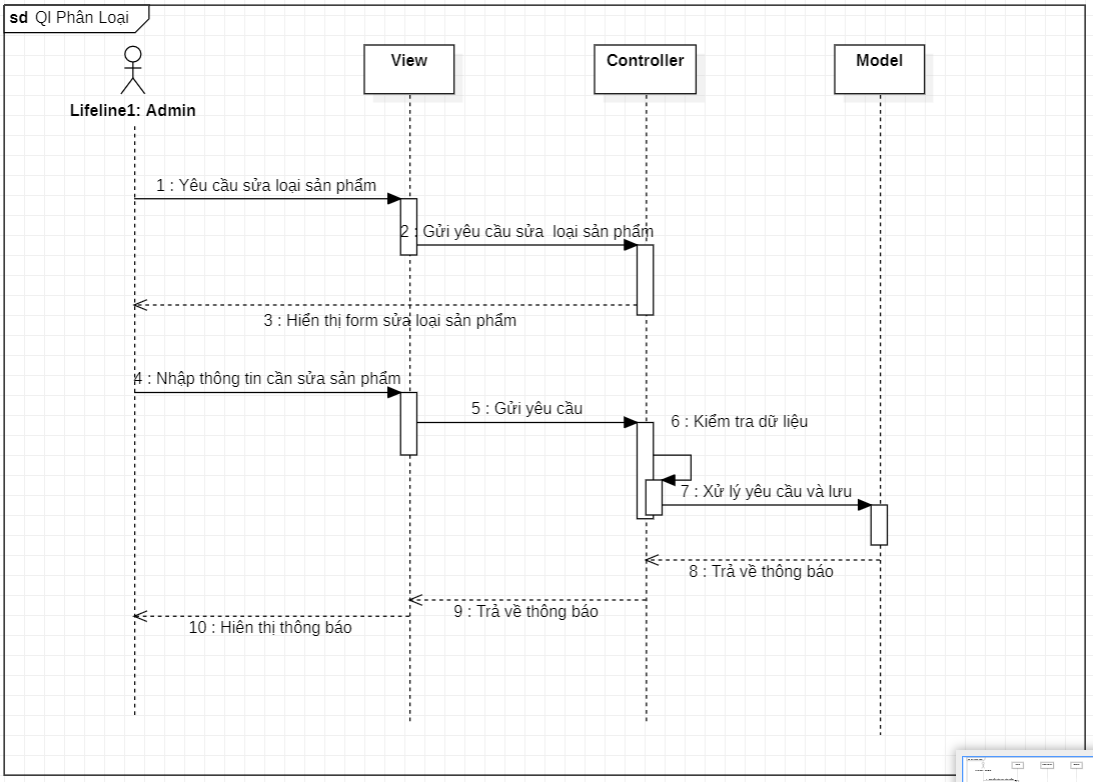 sd QI Phân Loại
View
Controller
Model
Lifeline1: Admin
1 : Yêu cầu sửa loại sản phẩm
2 : Gửi yêu cầu sửa  loại sản phẩm
3 : Hiển thị form sửa loại sản phẩm
4 : Nhập thông tin cần sửa sản phẩm
5 : Gửi yêu cầu
6 : Kiểm tra dữ liệu
7 : Xử lý yêu cầu và lưu
8 : Trả về thông báo
9 : Trả về thông báo
10 : Hiên thị thông báo